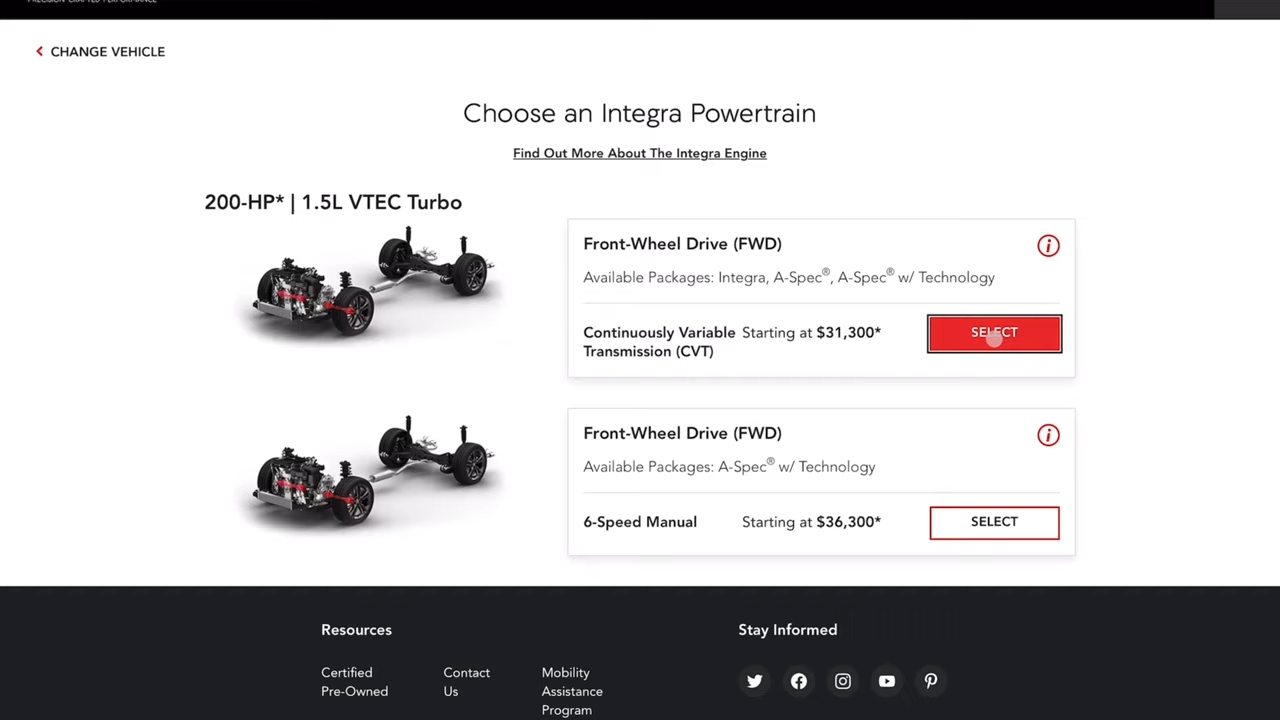 PRECISION CRAFTED PERFORMANCE
CHANGE VEHICLE
Choose an Integra Powertrain
Find Out More About The Integra Engine
200-HP* | 1.5L VTEC Turbo
Front-Wheel Drive (FWD)
Available Packages: Integra, A-Spec®, A-Spec® w/ Technology
Continuously Variable Transmission (CVT)
Starting at $31,300*
SELECT
Front-Wheel Drive (FWD)
Available Packages: A-Spec® w/ Technology
6-Speed Manual
Starting at $36,300*
SELECT
Resources
Certified
Pre-Owned
Contact
Us
Mobility
Assistance
Program
Stay Informed